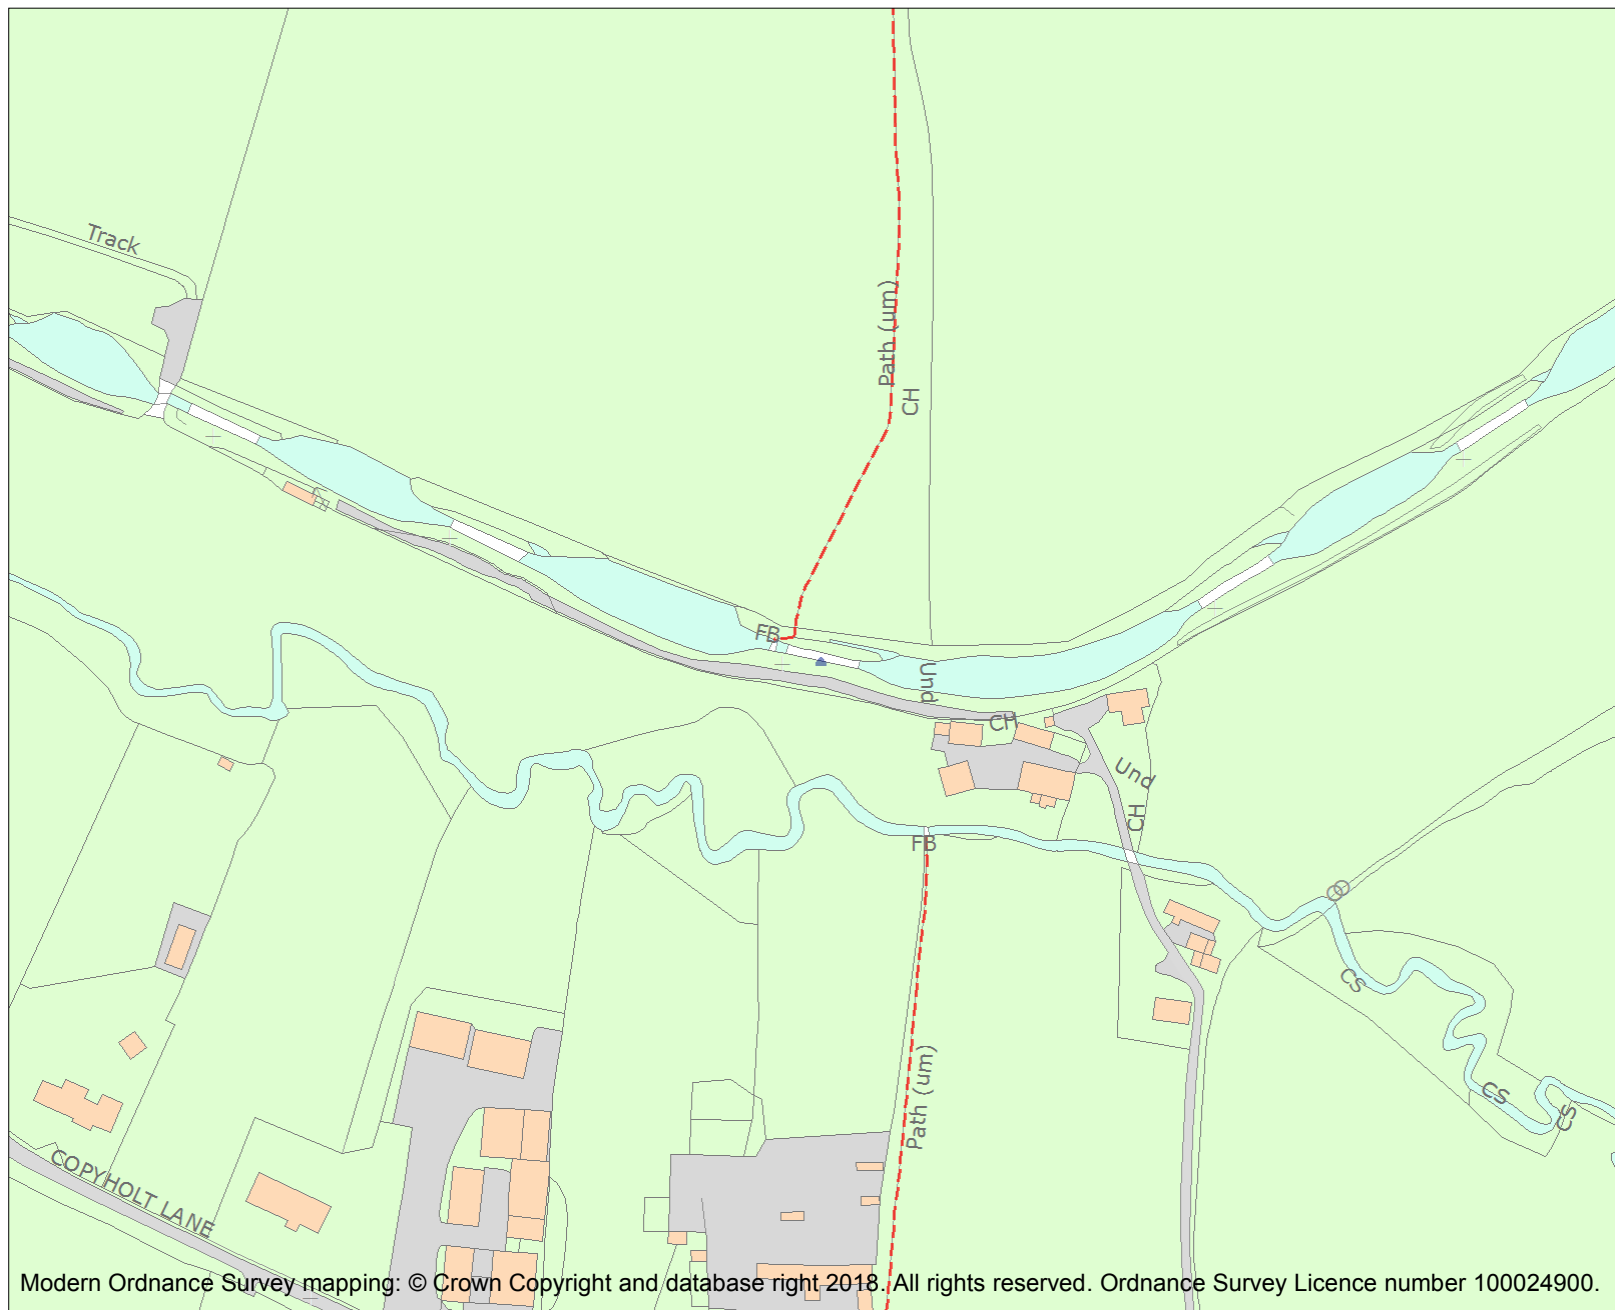 Track
Path (um)
CH
FB
Und
CH
Und
CH
FB
CS
Path (um)
CS
CS
COPYHOLT LANE
Modern Ordnance Survey mapping: © Crown Copyright and database right 2018. All rights reserved. Ordnance Survey Licence number 100024900.